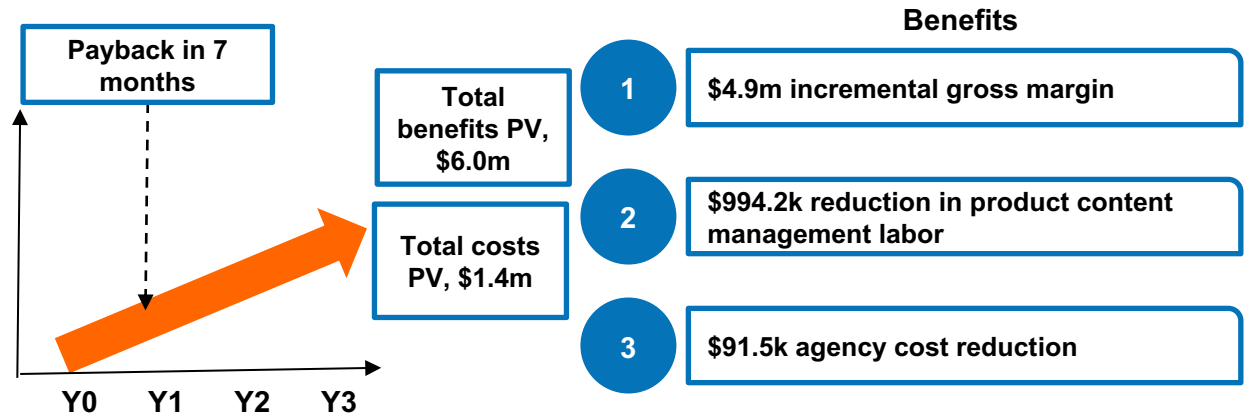 Benefits
Payback in 7
months
Total
benefits PV,
$6.0m
Total costs
PV, $1.4m
1
$4.9m incremental gross margin
2
$994.2k reduction in product content
management labor
3
$91.5k agency cost reduction
Y0 Y1 Y2 Y3